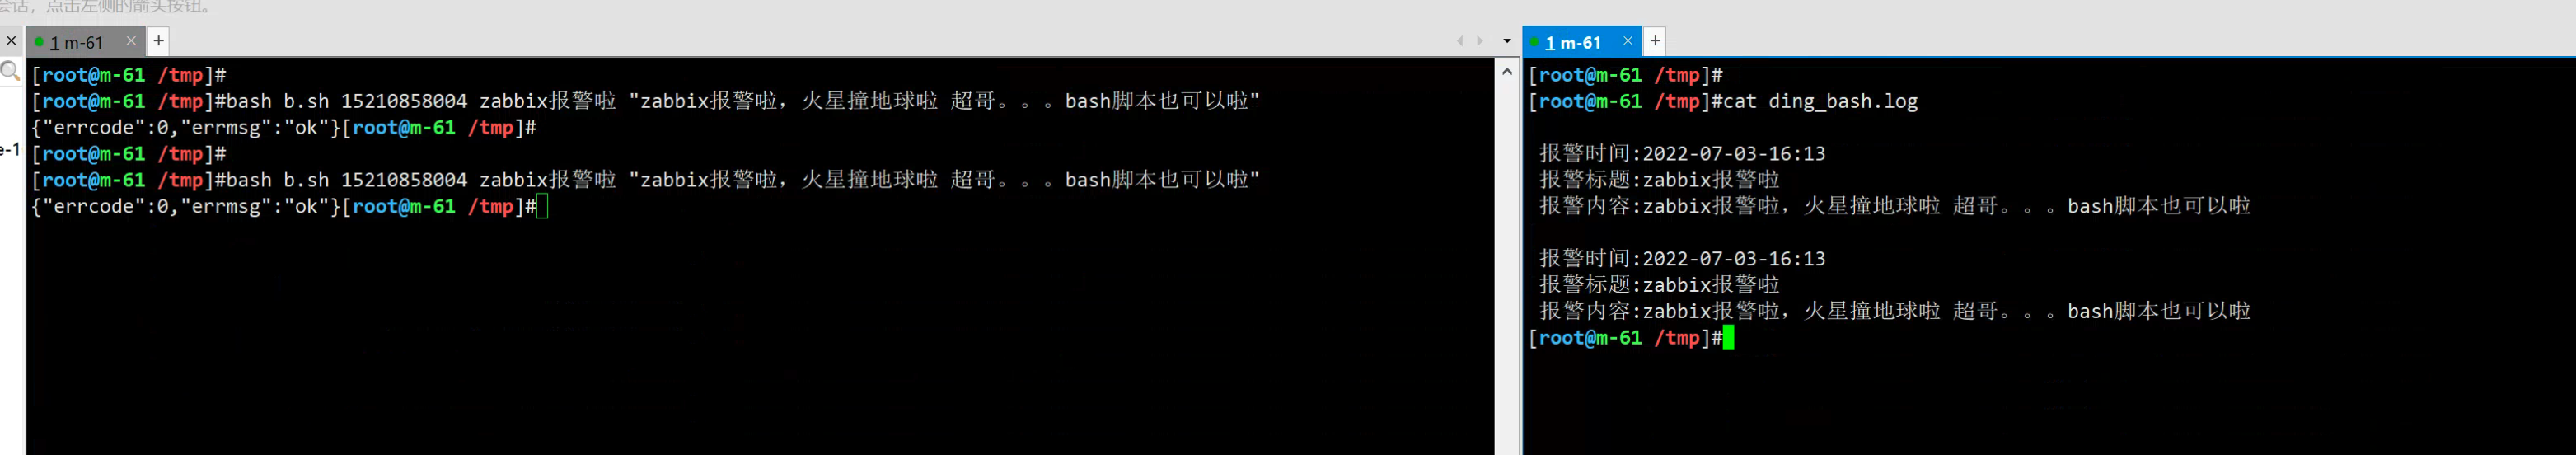 会话，点击左侧的箭头按钮。
1 m-61
[root@m-61 /tmp]#
[root@m-61 /tmp]#bash b.sh 15210858004 zabbix报警啦 "zabbix报警啦，火星撞地球啦 超哥。。。bash脚本也可以啦"
{"errcode":0,"errmsg":"ok"}[root@m-61 /tmp]#
[root@m-61 /tmp]#
[root@m-61 /tmp]#bash b.sh 15210858004 zabbix报警啦 "zabbix报警啦，火星撞地球啦 超哥。。。bash脚本也可以啦"
{"errcode":0,"errmsg":"ok"}[root@m-61 /tmp]#
e-1
1 m-61
[root@m-61 /tmp]#
[root@m-61 /tmp]#cat ding_bash.log
报警时间:2022-07-03-16:13
报警标题:zabbix报警啦
报警内容:zabbix报警啦，火星撞地球啦 超哥。。。bash脚本也可以啦
报警时间:2022-07-03-16:13
报警标题:zabbix报警啦
报警内容:zabbix报警啦，火星撞地球啦 超哥。。。bash脚本也可以啦
[root@m-61 /tmp]#